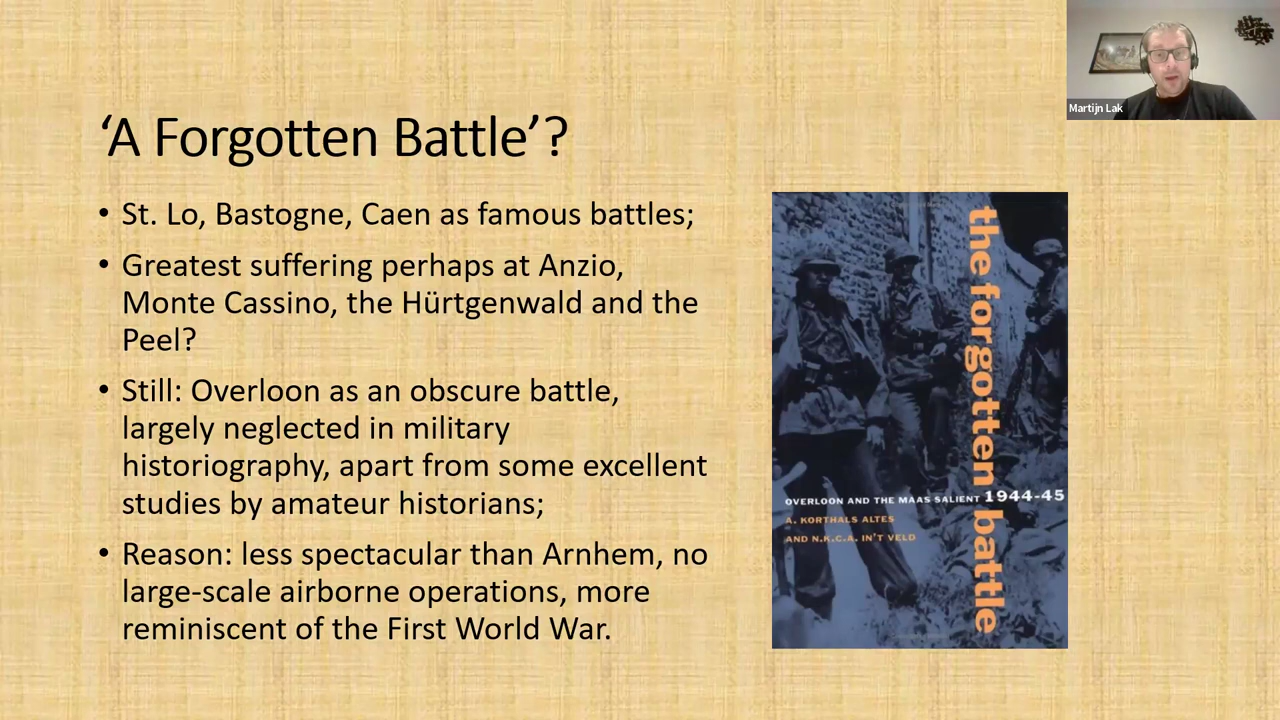 Martijn Lak
‘A Forgotten Battle’?
• St. Lo, Bastogne, Caen as famous battles;
• Greatest suffering perhaps at Anzio,
Monte Cassino, the Hürtgenwald and the
Peel?
• Still: Overloon as an obscure battle,
largely neglected in military
historiography, apart from some excellent
studies by amateur historians;
• Reason: less spectacular than Arnhem, no
large-scale airborne operations, more
reminiscent of the First World War.
the forgotten battle
OVERLOON AND THE MAAS SALIENT 1944-45
A. KORTHALS ALTES
AND N.K.C.A. IN'T VELD